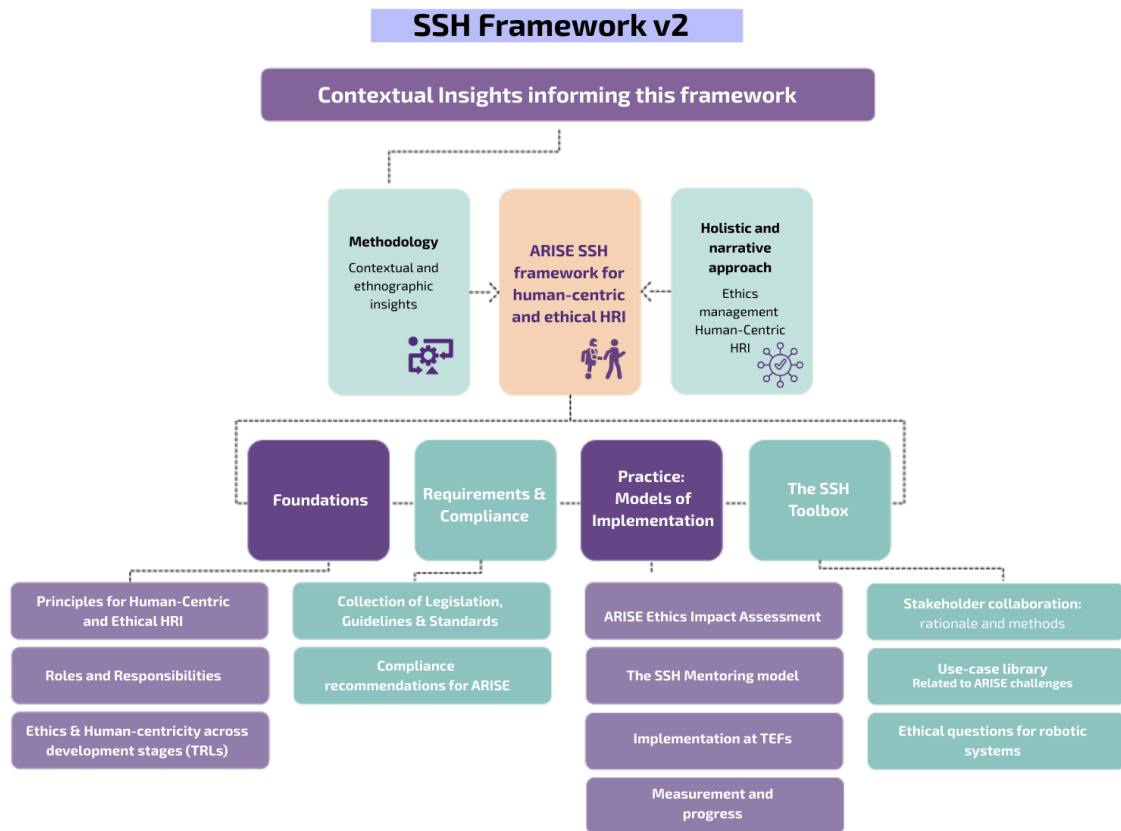 SSH Framework v2
Contextual Insights informing this framework
Methodology
Contextual and
ethnographic
insights
ARISE SSH
framework for
human-centric
and ethical HRI
Holistic and
narrative
approach
Ethics
management
Human-Centric
HRI
Foundations
Requirements &
Compliance
Practice:
Models of
Implementation
The SSH
Toolbox
Principles for Human-Centric
and Ethical HRI
Roles and Responsibilities
Ethics & Human-centricity across
development stages (TRLs)
Collection of Legislation,
Guidelines & Standards
Compliance
recommendations for ARISE
ARISE Ethics Impact Assessment
The SSH Mentoring model
Implementation at TEFs
Measurement and
progress
Stakeholder collaboration:
rationale and methods
Use-case library
Related to ARISE challenges
Ethical questions for robotic
systems